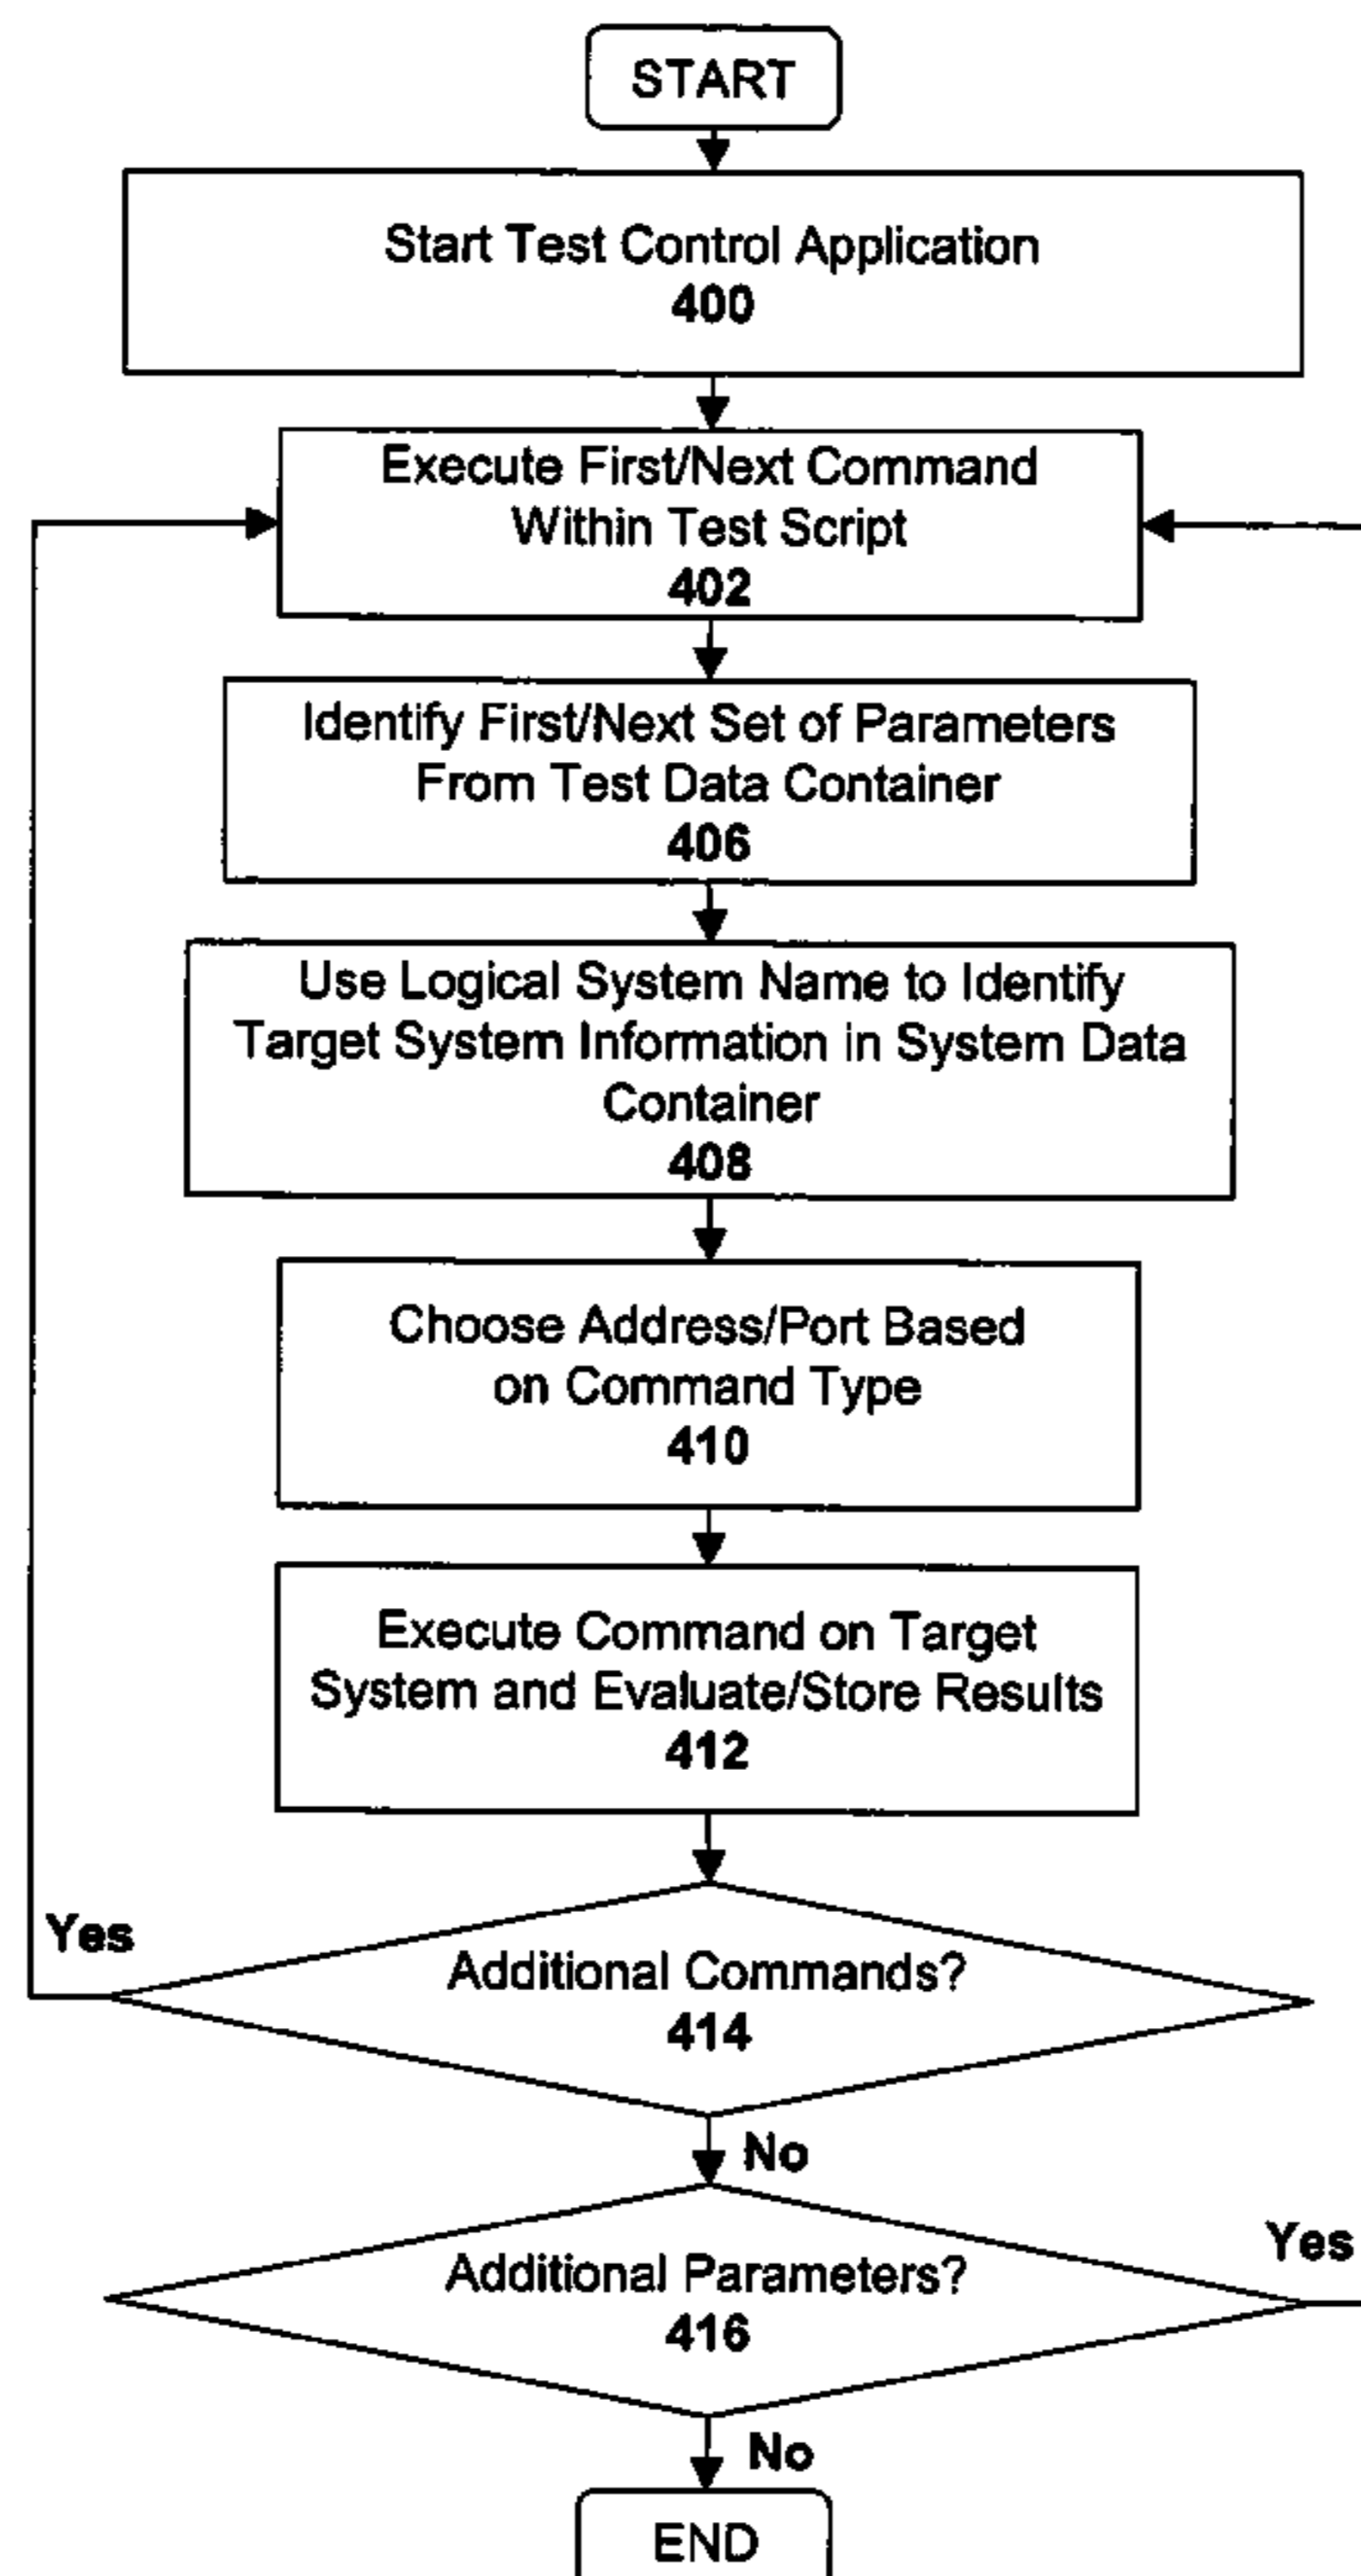 START
Start Test Control Application
400
Execute First/Next Command
Within Test Script
402
Identify First/Next Set of Parameters
From Test Data Container
406
Use Logical System Name to Identify
Target System Information in System Data
Container
408
Choose Address/Port Based
on Command Type
410
Execute Command on Target
System and Evaluate/Store Results
412
Yes
Additional Commands?
414
No
Yes
Additional Parameters?
416
No
END